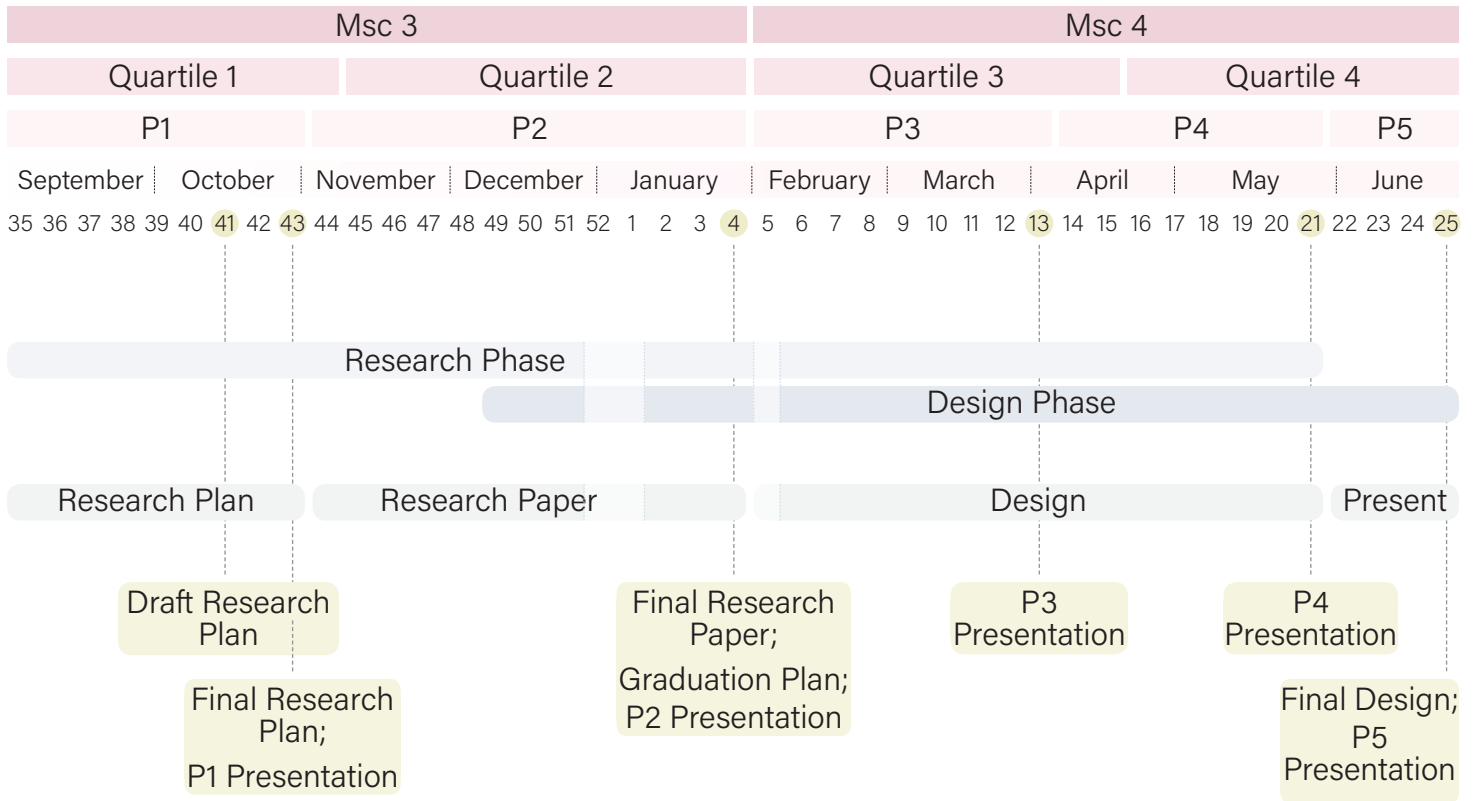 Msc 3 Msc 4
Quartile 1 Quartile 2 Quartile 3 Quartile 4
P1 P2 P3 P4 P5
September October November December January February March April May June
35 36 37 38 39 40 41 42 43 44 45 46 47 48 49 50 51 52 1 2 3 4 5 6 7 8 9 10 11 12 13 14 15 16 17 18 19 20 21 22 23 24 25
Research Phase
Design Phase
Research Plan Research Paper Design Present
Draft Research
Plan
Final Research
Plan;
P1 Presentation
Final Research
Paper;
Graduation Plan;
P2 Presentation
P3
Presentation
P4
Presentation
Final Design;
P5
Presentation